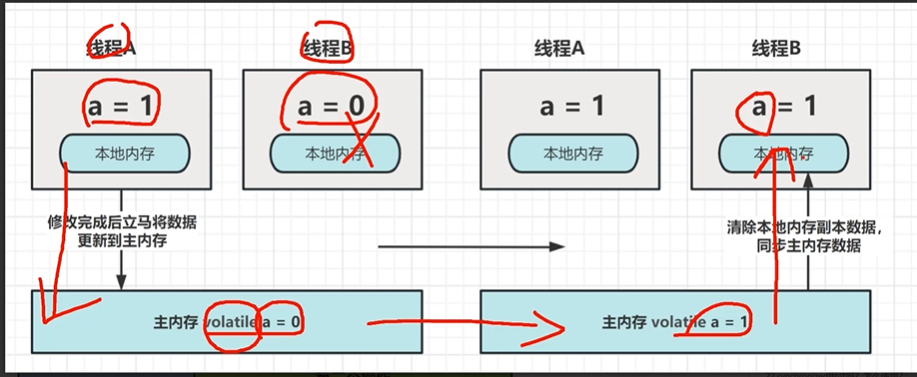 线程A
线程B
线程A
线程B
a = 1
a = 0
a = 1
a = 1
本地内存
本地内存
本地内存
本地内存
修改完成后立马将数据
更新到主内存
清除本地内存副本数据，
同步主内存数据
主内存 volatile a = 0
主内存 volatile a = 1